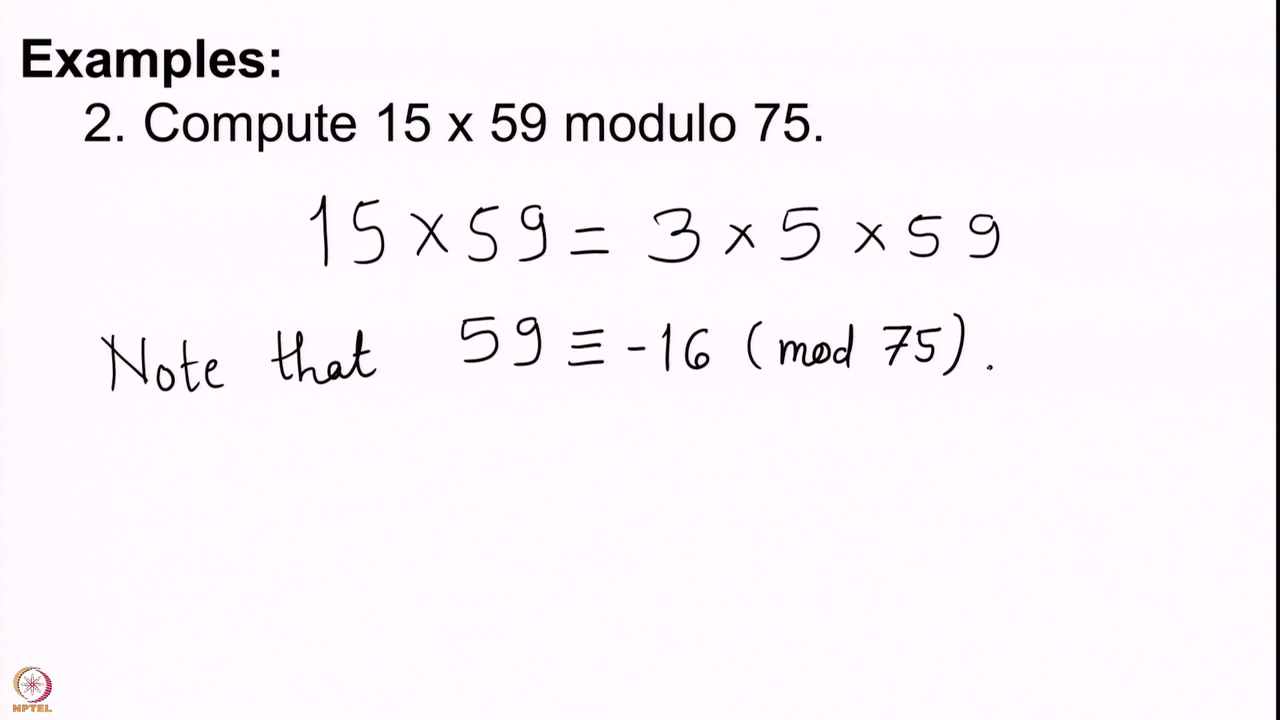 Examples:
2. Compute 15 x 59 modulo 75.
15 × 59 = 3 × 5 × 59
Note that 59 ≡ -16 (mod 75).
NPTEL